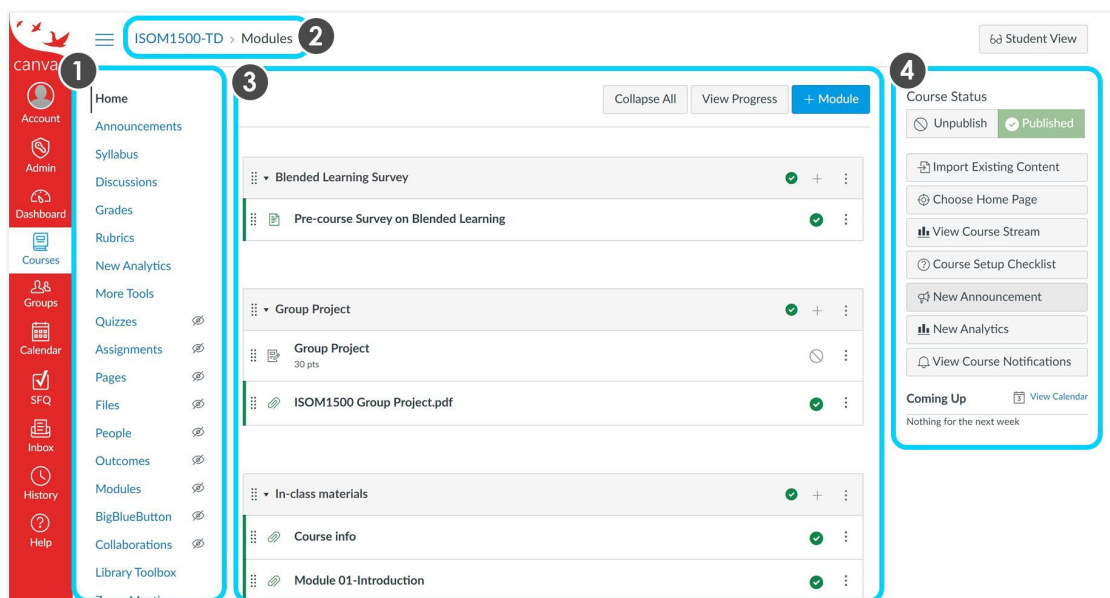 canva
Account
Admin
Dashboard
Courses
Groups
Calendar
SFQ
Inbox
History
Help
ISOM1500-TD > Modules
2
Student View
1
Home
Announcements
Syllabus
Discussions
Grades
Rubrics
New Analytics
More Tools
Quizzes
Assignments
Pages
Files
People
Outcomes
Modules
BigBlueButton
Collaborations
Library Toolbox
3
Collapse All View Progress + Module
Blended Learning Survey
Pre-course Survey on Blended Learning
Group Project
Group Project
30 pts
ISOM1500 Group Project.pdf
In-class materials
Course info
Module 01-Introduction
4
Course Status
Unpublish Published
Import Existing Content
Choose Home Page
View Course Stream
Course Setup Checklist
New Announcement
New Analytics
View Course Notifications
Coming Up 3 View Calendar
Nothing for the next week